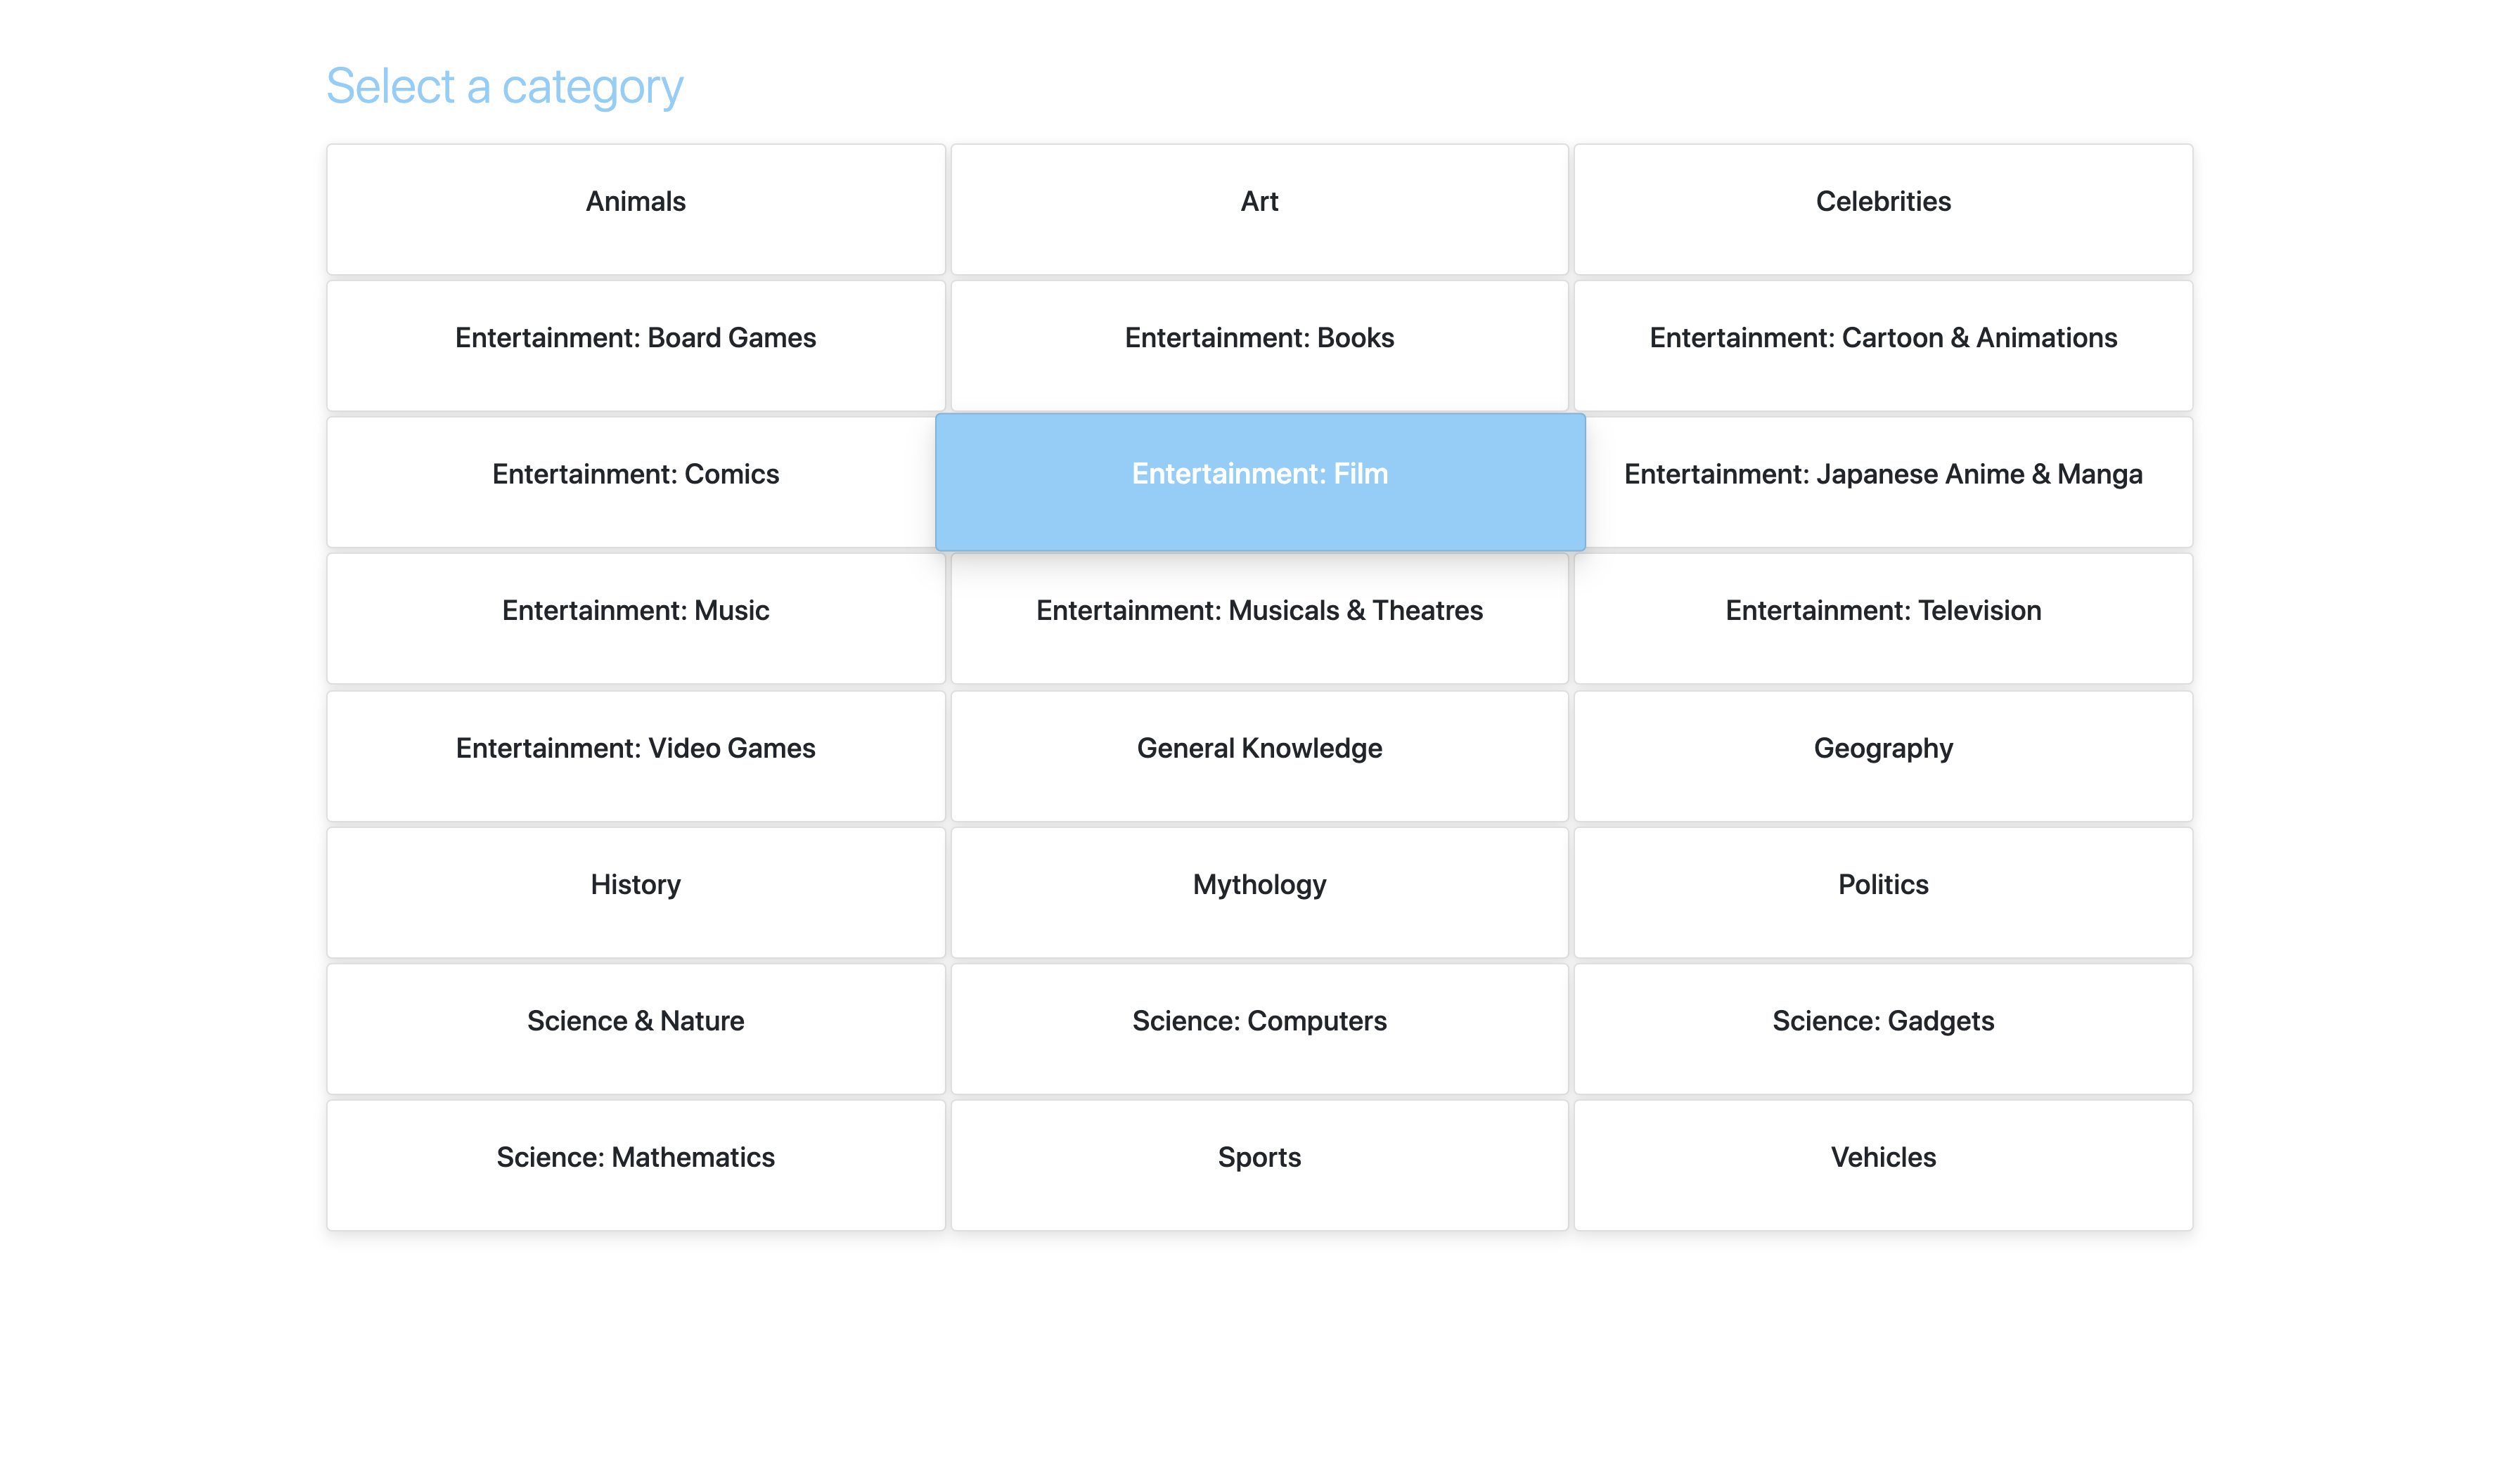 Select a category
Animals
Art
Celebrities
Entertainment: Board Games
Entertainment: Books
Entertainment: Cartoon & Animations
Entertainment: Comics
Entertainment: Film
Entertainment: Japanese Anime & Manga
Entertainment: Music
Entertainment: Musicals & Theatres
Entertainment: Television
Entertainment: Video Games
General Knowledge
Geography
History
Mythology
Politics
Science & Nature
Science: Computers
Science: Gadgets
Science: Mathematics
Sports
Vehicles